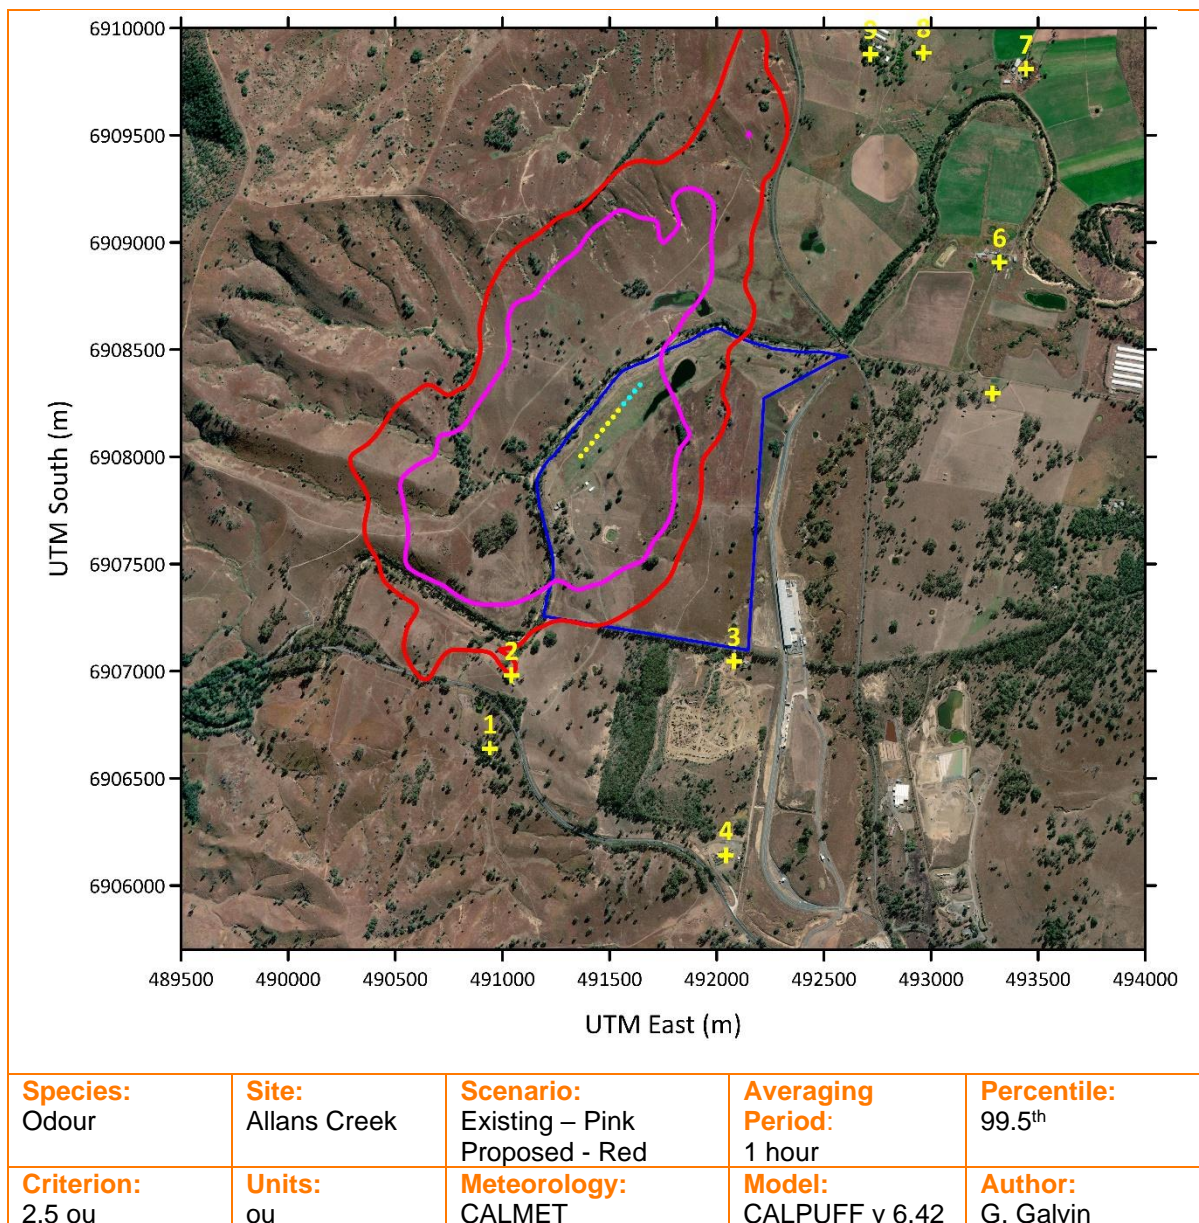 6910000
6909500
6909000
6908500
6908000
6907500
6907000
6906500
6906000
UTM South (m)
9
8
7
6
2
3
1
4
489500
490000
490500
491000
491500
492000
492500
493000
493500
494000
UTM East (m)
Species:
Odour
Site:
Allans Creek
Scenario:
Existing – Pink
Proposed - Red
Averaging
Period:
1 hour
Percentile:
99.5th
Criterion:
2.5 ou
Units:
ou
Meteorology:
CALMET
Model:
CALPUFF v 6.42
Author:
G. Galvin